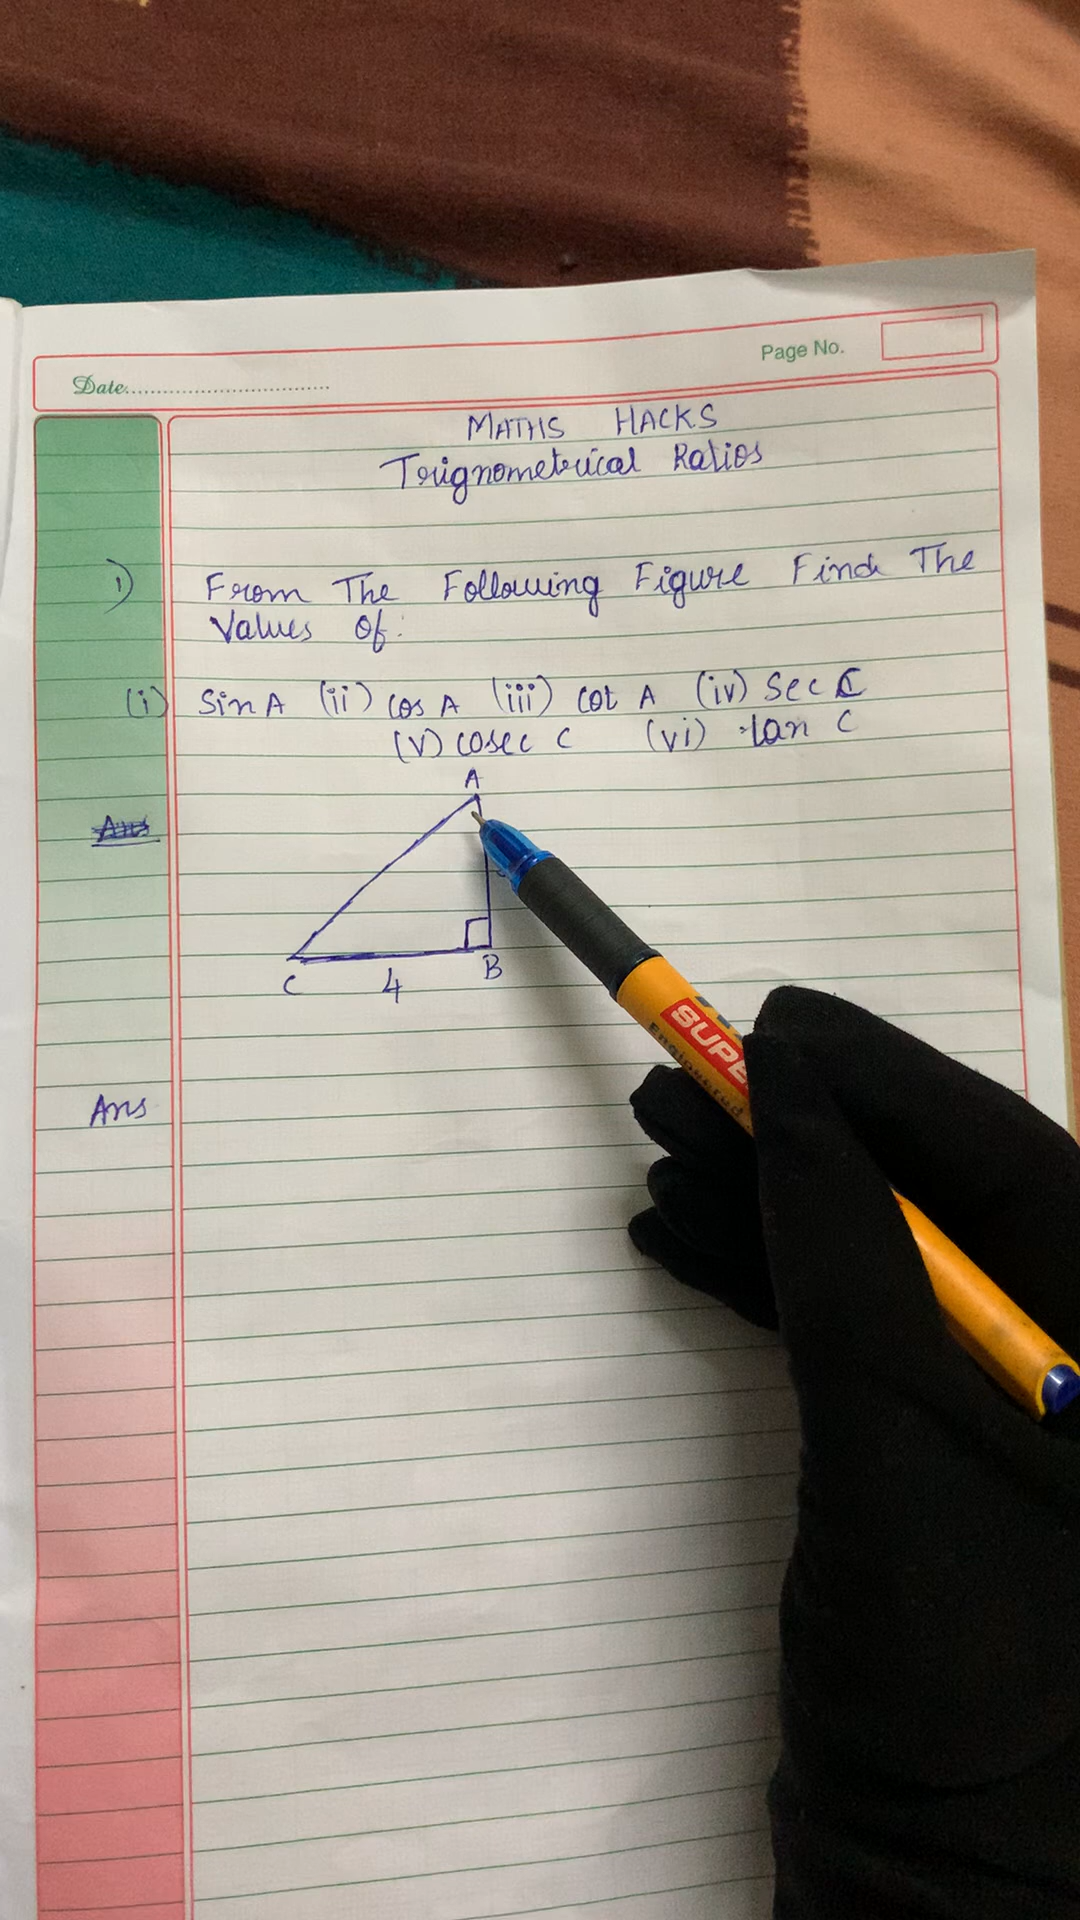 Page No.
Date
MATHS HACKS
Trignometrical Ratios
1) From The Following Figure Find The
Values of:
(i) Sin A (ii) cos A (iii) cot A (iv) Sec C
(v) cosec C (vi) tan C
A
Ans
C 4 B
Ans
SUPE
Engineered